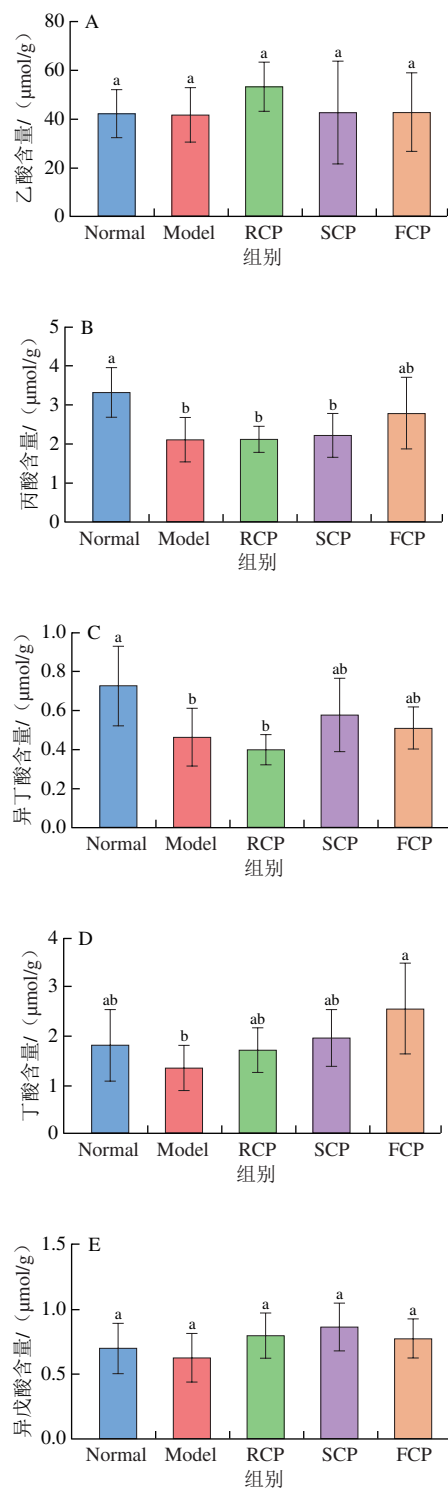 A
乙酸含量/（μmol/g）
80
60
40
20
0
a a a a a
Normal Model RCP SCP FCP
组别
B
丙酸含量/（μmol/g）
5
4
3
2
1
0
a b b b ab
Normal Model RCP SCP FCP
组别
C
异丁酸含量/（μmol/g）
1.0
0.8
0.6
0.4
0.2
0.0
a b b ab ab
Normal Model RCP SCP FCP
组别
D
丁酸含量/（μmol/g）
4
3
2
1
0
ab b ab ab a
Normal Model RCP SCP FCP
组别
E
异戊酸含量/（μmol/g）
1.5
1.0
0.5
0.0
a a a a a
Normal Model RCP SCP FCP
组别